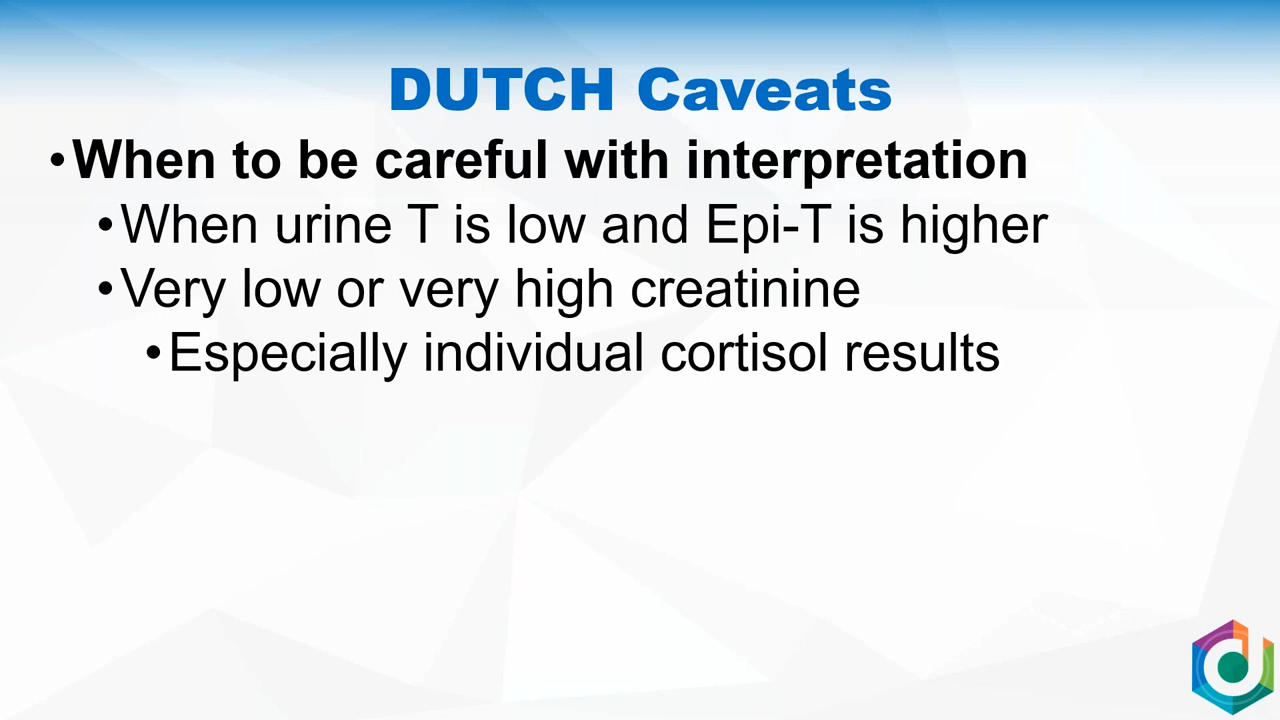 DUTCH Caveats
•When to be careful with interpretation
•When urine T is low and Epi-T is higher
•Very low or very high creatinine
•Especially individual cortisol results